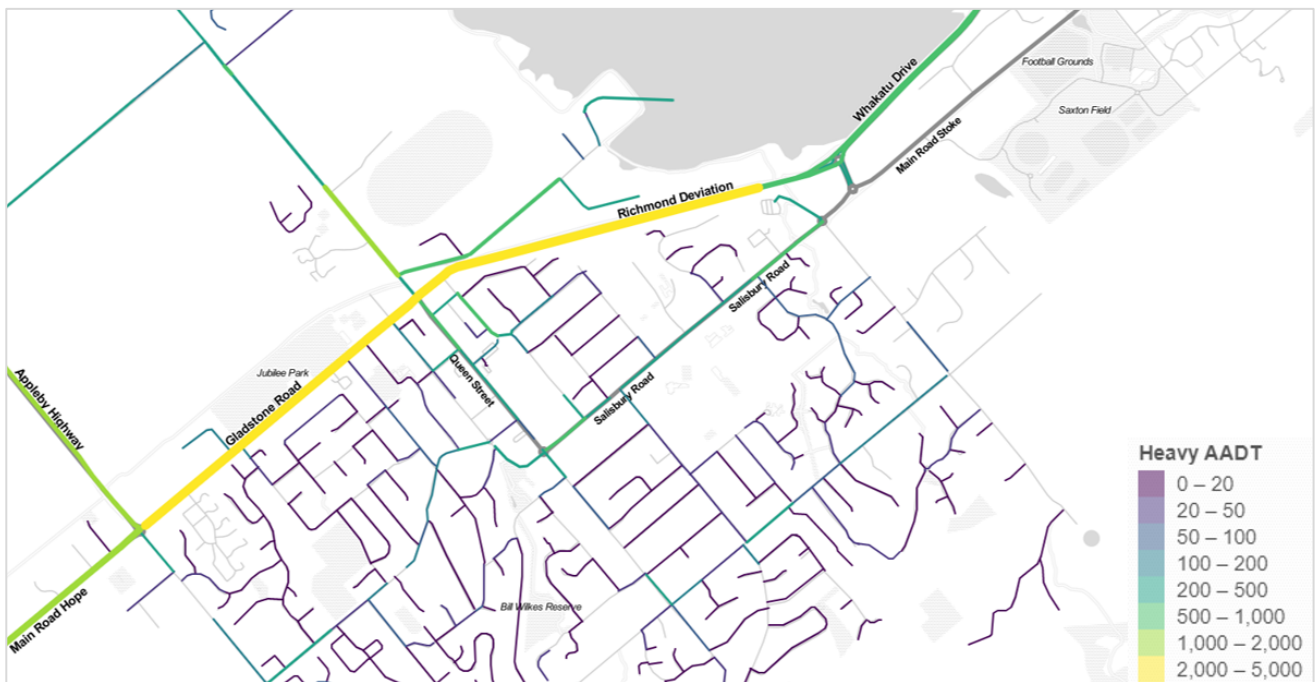 Football Grounds
Whakatu Drive
Saxton Field
Main Road Stoke
Richmond Deviation
Salisbury Road
Queen Street
Jubilee Park
Appleby Highway
Gladstone Road
Salisbury Road
Main Road Hope
Bill Wilkes Reserve
Heavy AADT
0 – 20
20 – 50
50 – 100
100 – 200
200 – 500
500 – 1,000
1,000 – 2,000
2,000 – 5,000